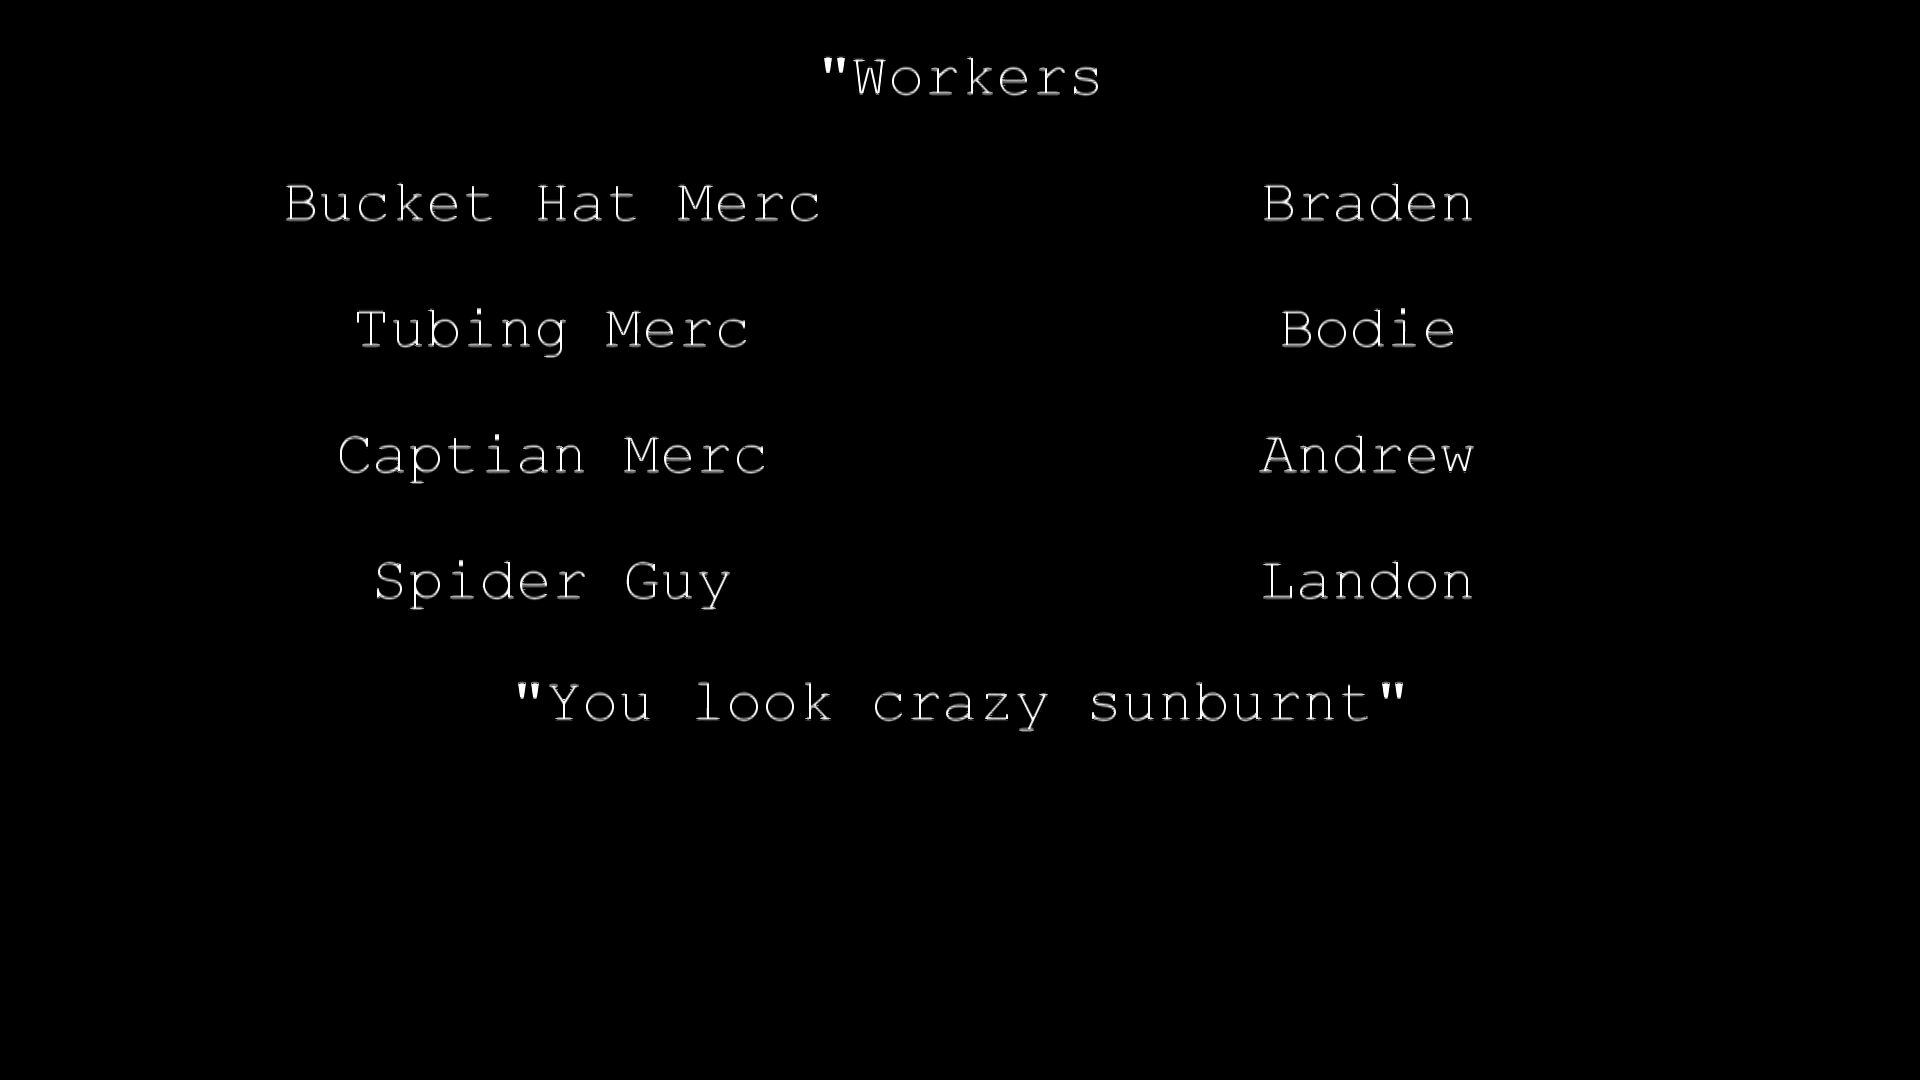 "Workers
Bucket Hat Merc Braden
Tubing Merc Bodie
Captian Merc Andrew
Spider Guy Landon
"You look crazy sunburnt"